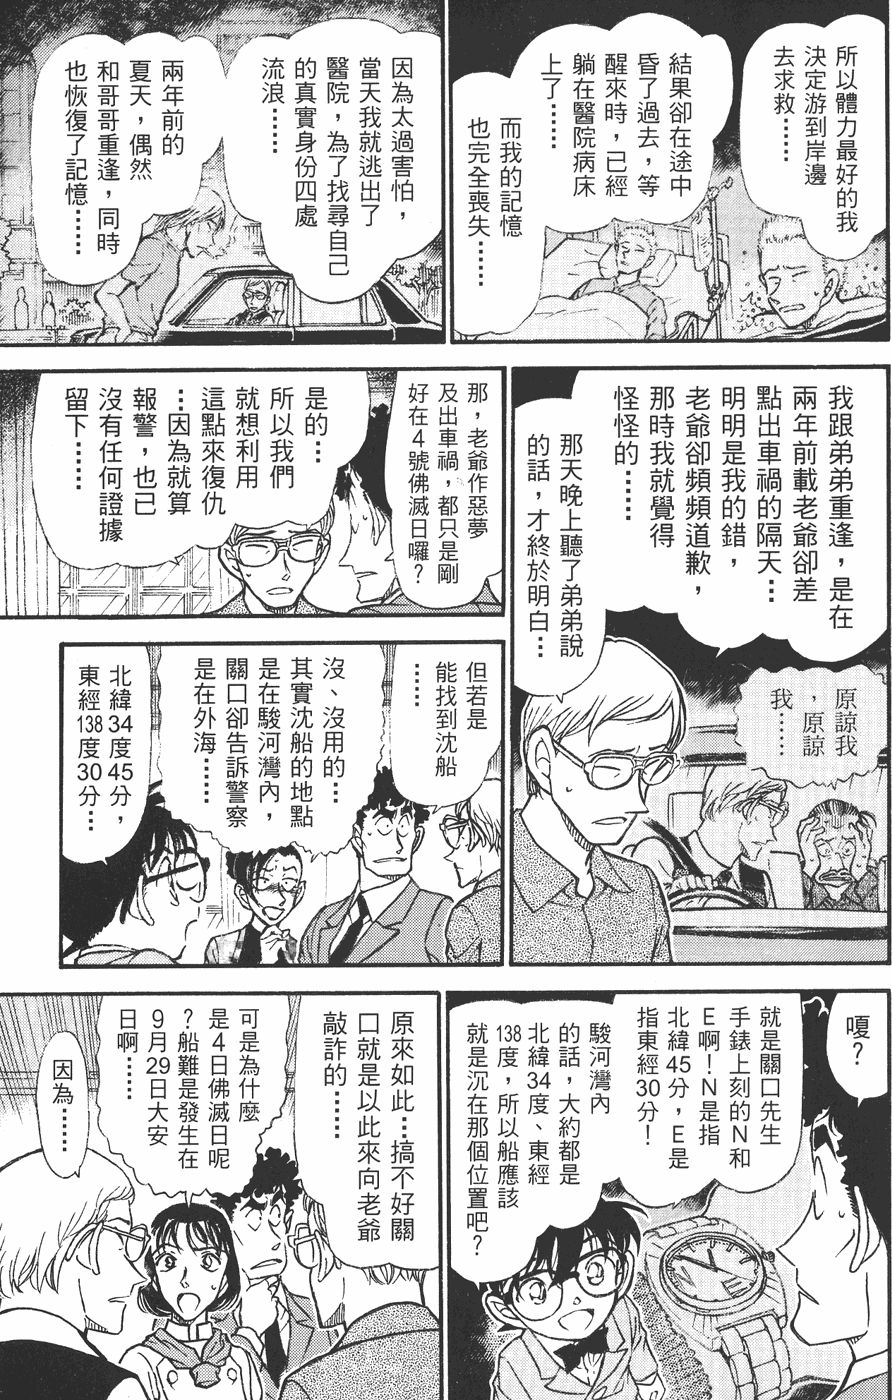 所以體力最好的我
決定游到岸邊
去求救……
結果卻在途中
昏了過去，等
醒來時，已經
躺在醫院病床
上了……
而我的記憶
也完全喪失…
因為太過害怕，
當天我就逃出了
醫院，為了找尋自己
的真實身份四處
流浪……
兩年前的
夏天，偶然
和哥哥重逢，同時
也恢復了記憶……
我跟弟弟重逢，是在
兩年前載老爺卻差
點出車禍的隔天…
明明是我的錯，
老爺卻頻頻道歉，
那時我就覺得
怪怪的……
原諒我
，原諒
我……
那天晚上聽了弟弟說
的話，才終於明白…
那，老爺作惡夢
及出車禍，都只是剛
好在4號佛滅日囉？
是的…
所以我們
就想利用
這點來復仇
…因為就算
報警，也已
沒有任何證據
留下……
但若是
能找到沈船
……
沒、沒用的…
其實沈船的地點
是在駿河灣內，
關口卻告訴警察
是在外海…
北緯34度45分，
東經138度
30分…
嗄？
就是關口先生
手錶上刻的N和
E啊！N是指
北緯45分，E是
指東經30分！
駿河灣內
的話，大約都是
北緯34度、東經
138度，所以船應該
就是沉在那個位置吧？
原來如此…搞不好關
口就是以此來向老爺
敲詐的……
可是為什麼
是4日佛滅日呢
？船難是發生在
9月29日大安
日啊……
因為……